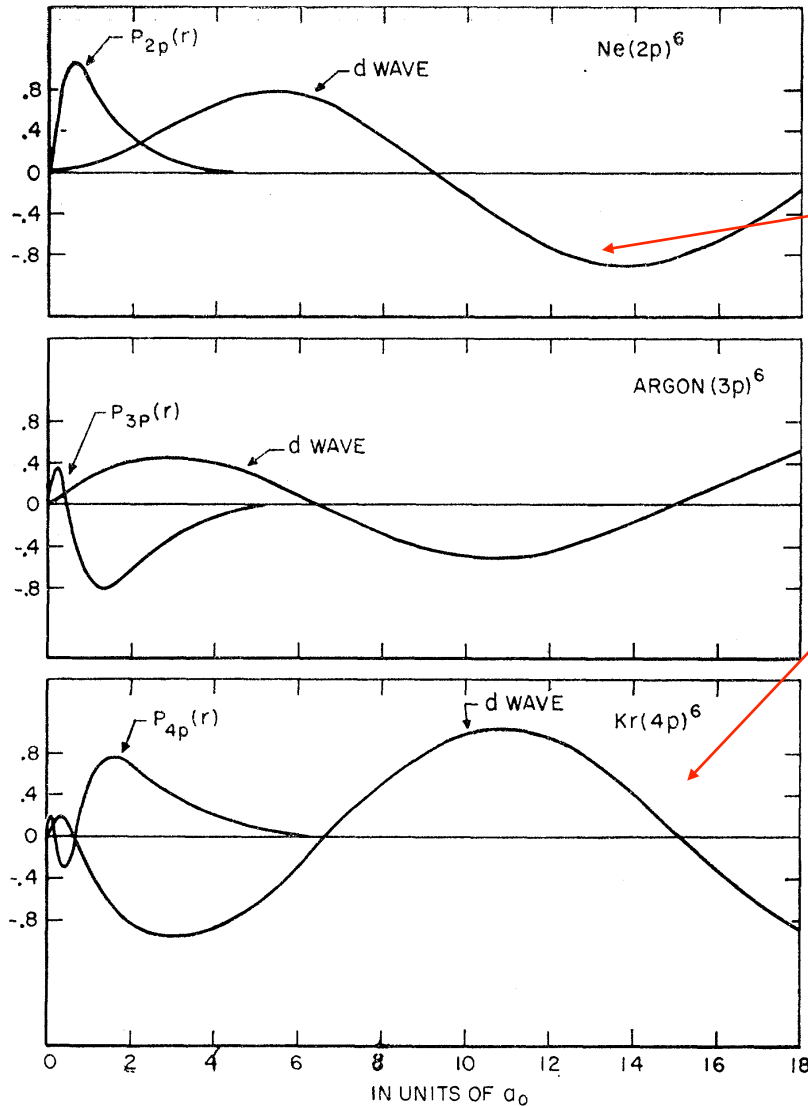 P2p(r)
d WAVE
Ne(2p)6
.8
.4
0
-.4
-.8
P3p(r)
d WAVE
ARGON (3p)6
.8
.4
0
-.4
-.8
P4p(r)
d WAVE
Kr(4p)6
.8
.4
0
-.4
-.8
0 2 4 6 8 10 12 14 16 18
IN UNITS OF a0